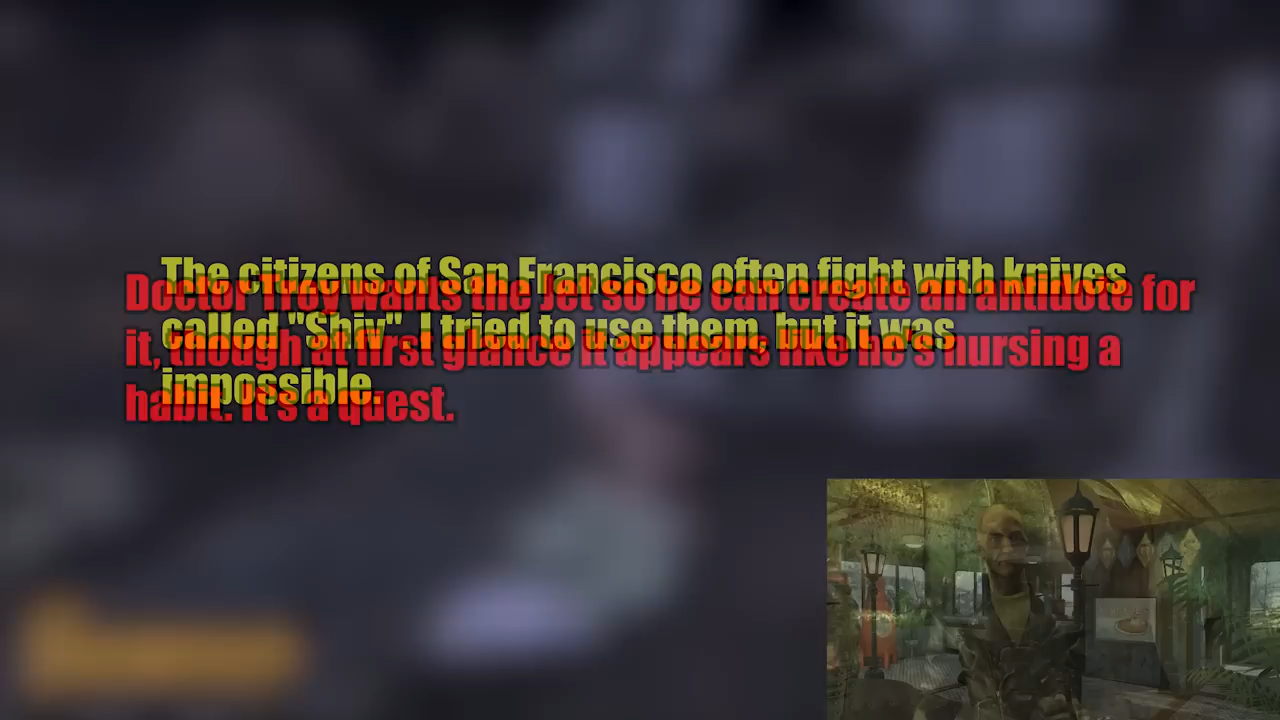 The citizens of San Francisco often fight with knives
called "Shiv". I tried to use them, but it was
impossible.
Doctor Troy wants the Jet so he can create an antidote for
it, though at first glance it appears like he's nursing a
habit. It's a quest.